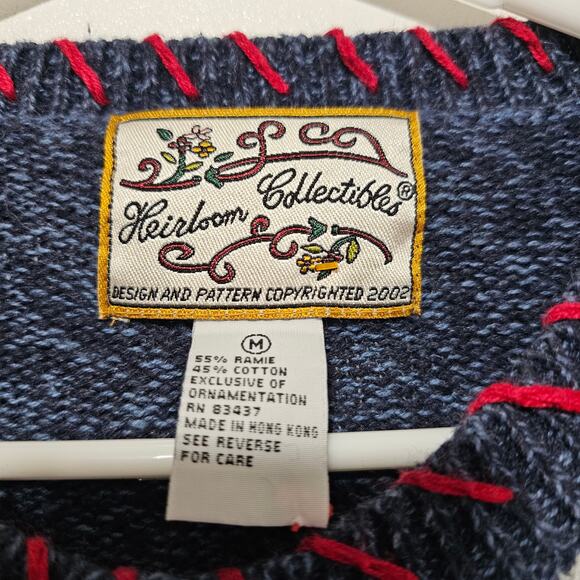 Heirloom Collectibles®
DESIGN AND PATTERN COPYRIGHTED 2002
M
55% RAMIE
45% COTTON
EXCLUSIVE OF
ORNAMENTATION
RN 83437
MADE IN HONG KONG
SEE REVERSE
FOR CARE